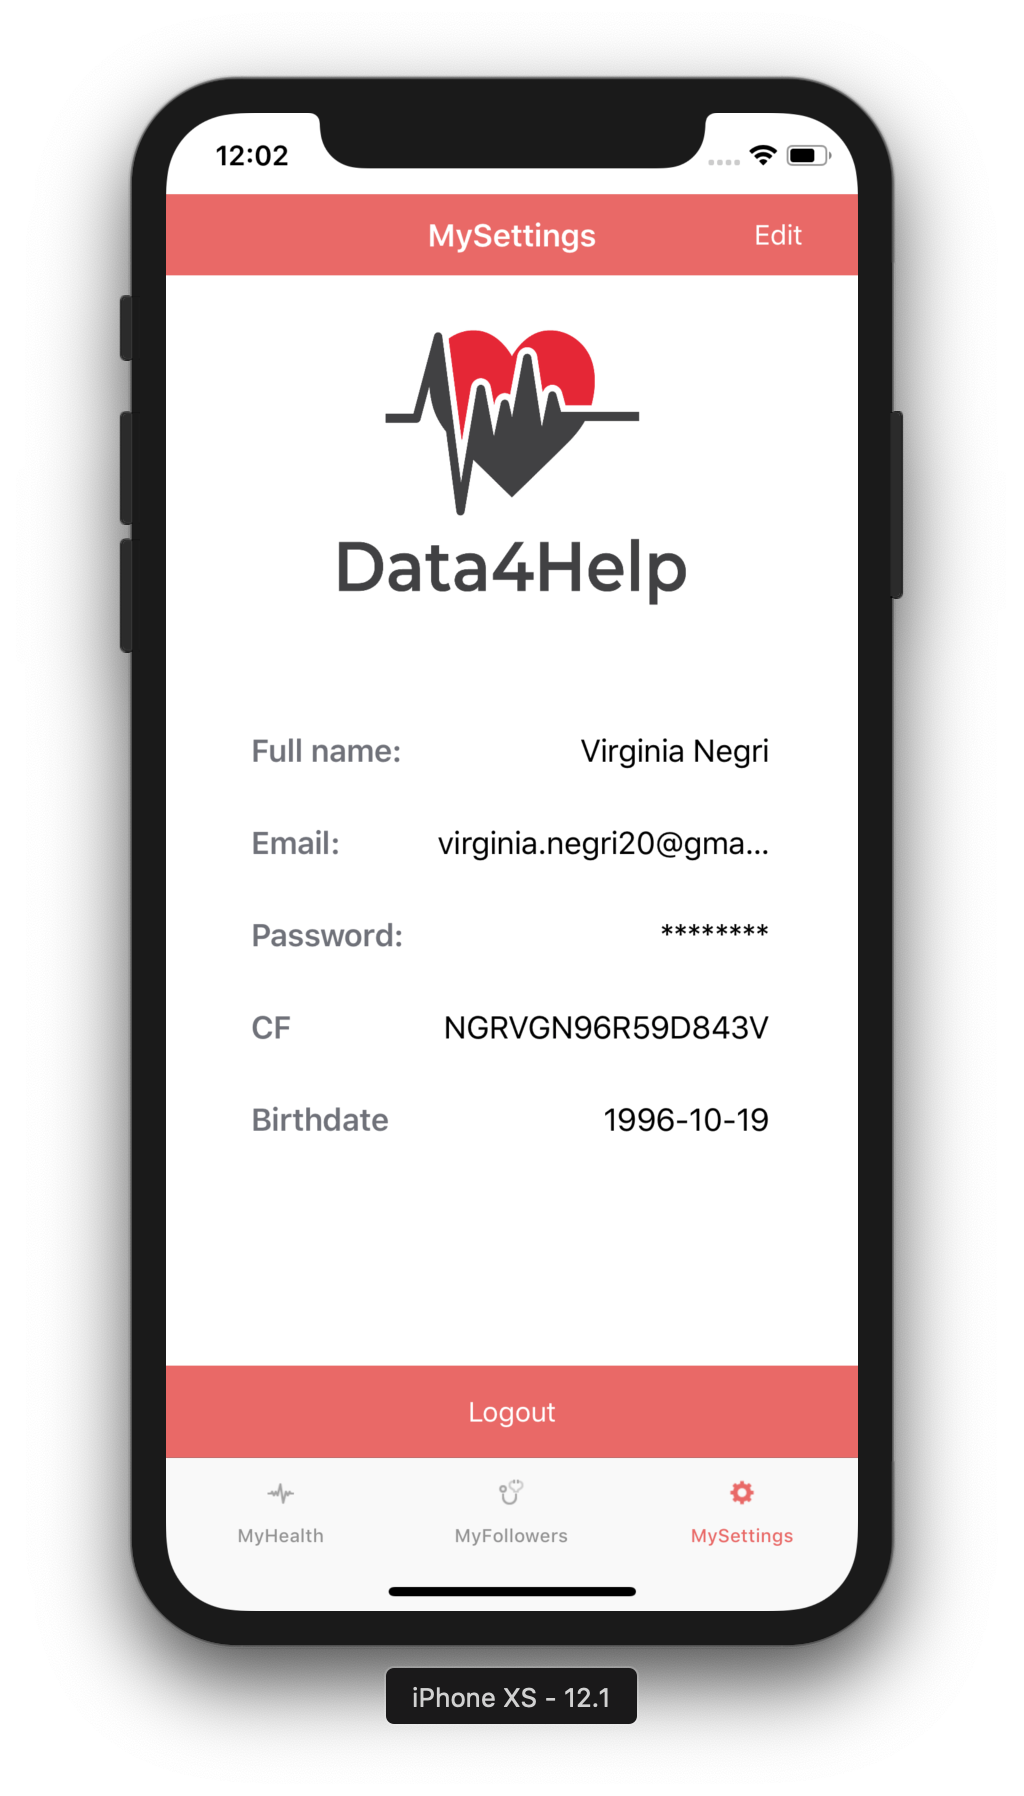 12:02
MySettings Edit
Data4Help
Full name: Virginia Negri
Email: virginia.negri20@gma...
Password: ********
CF NGRVGN96R59D843V
Birthdate 1996-10-19
Logout
MyHealth MyFollowers MySettings
iPhone XS - 12.1